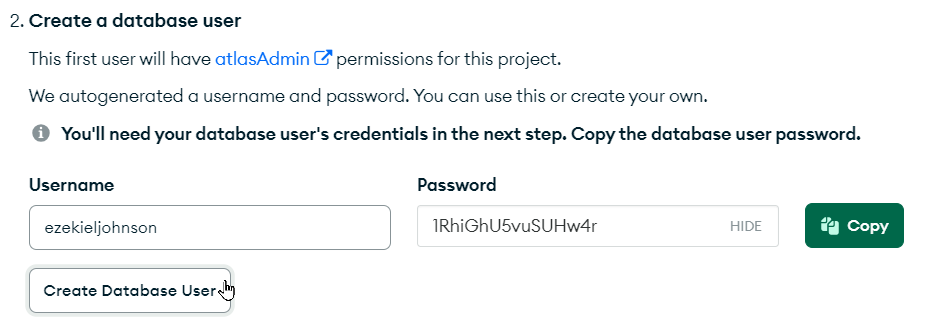 2. Create a database user
This first user will have atlasAdmin permissions for this project.
We autogenerated a username and password. You can use this or create your own.
You'll need your database user's credentials in the next step. Copy the database user password.
Username Password
ezekieljohnson 1RhiGhU5vuSUHw4r HIDE Copy
Create Database User